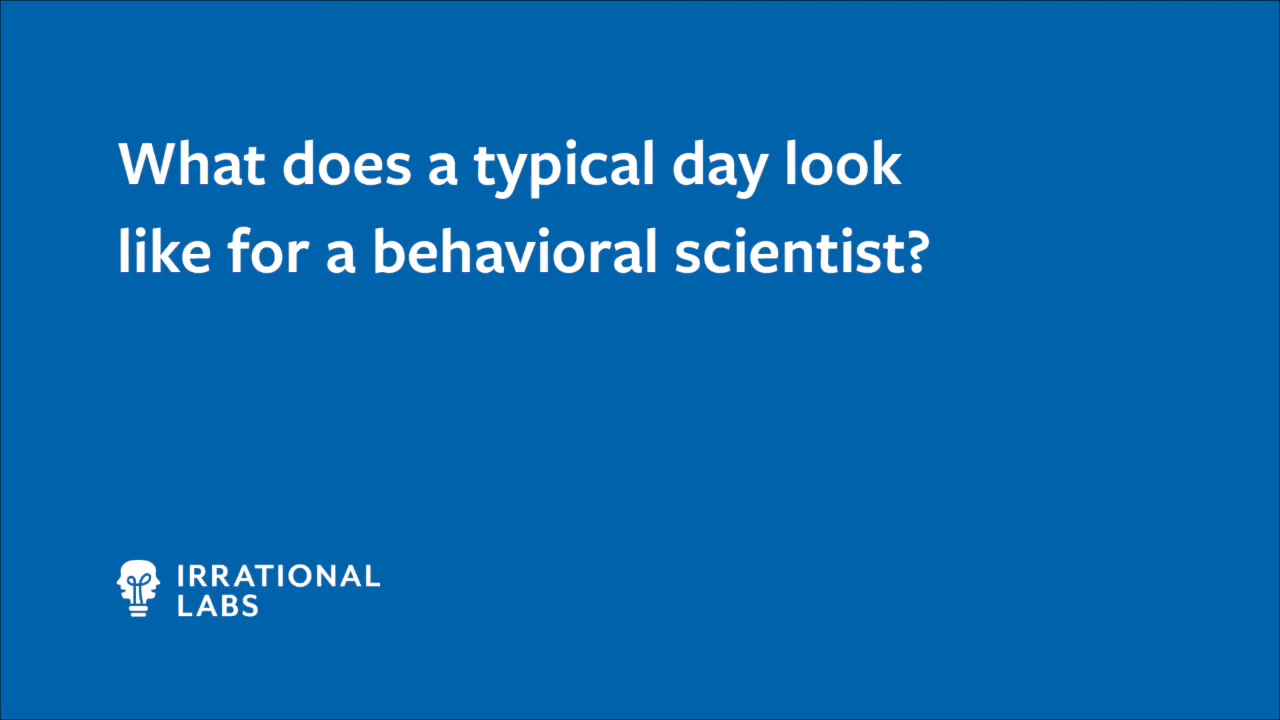 What does a typical day look
like for a behavioral scientist?
IRRATIONAL
LABS